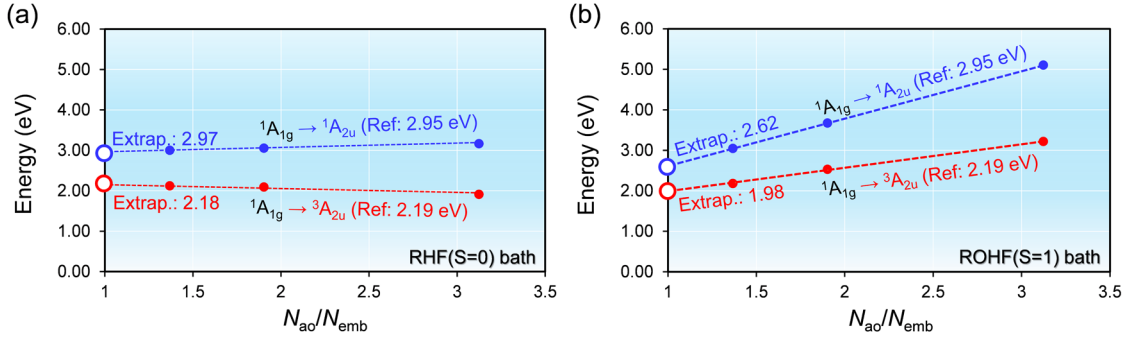 (a)
6.00
5.00
4.00
3.00
2.00
1.00
0.00
Energy (eV)
Extrap.: 2.97
¹A₁g → ¹A₂u (Ref: 2.95 eV)
Extrap.: 2.18
¹A₁g → ³A₂u (Ref: 2.19 eV)
RHF(S=0) bath
1 1.5 2 2.5 3 3.5
Nao/Nemb
(b)
6.00
5.00
4.00
3.00
2.00
1.00
0.00
Energy (eV)
Extrap.: 2.62
¹A₁g → ¹A₂u (Ref: 2.95 eV)
Extrap.: 1.98
¹A₁g → ³A₂u (Ref: 2.19 eV)
ROHF(S=1) bath
1 1.5 2 2.5 3 3.5
Nao/Nemb